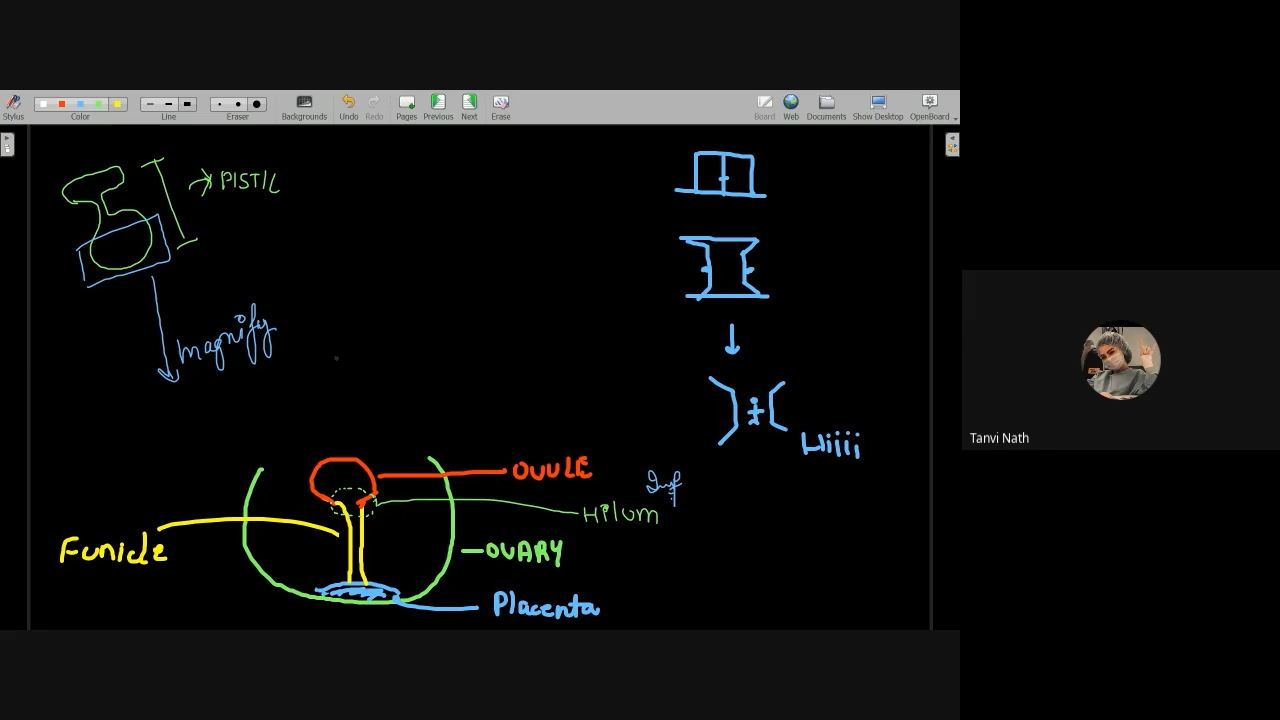 Stylus
Color
Line
Eraser
Backgrounds
Undo
Redo
Pages
Previous
Next
Erase
Board
Web
Documents
Show Desktop
OpenBoard
PISTIL
Magnify
OVULE
Imp
Hilum
Funicle
OVARY
Placenta
Hiiii
Tanvi Nath